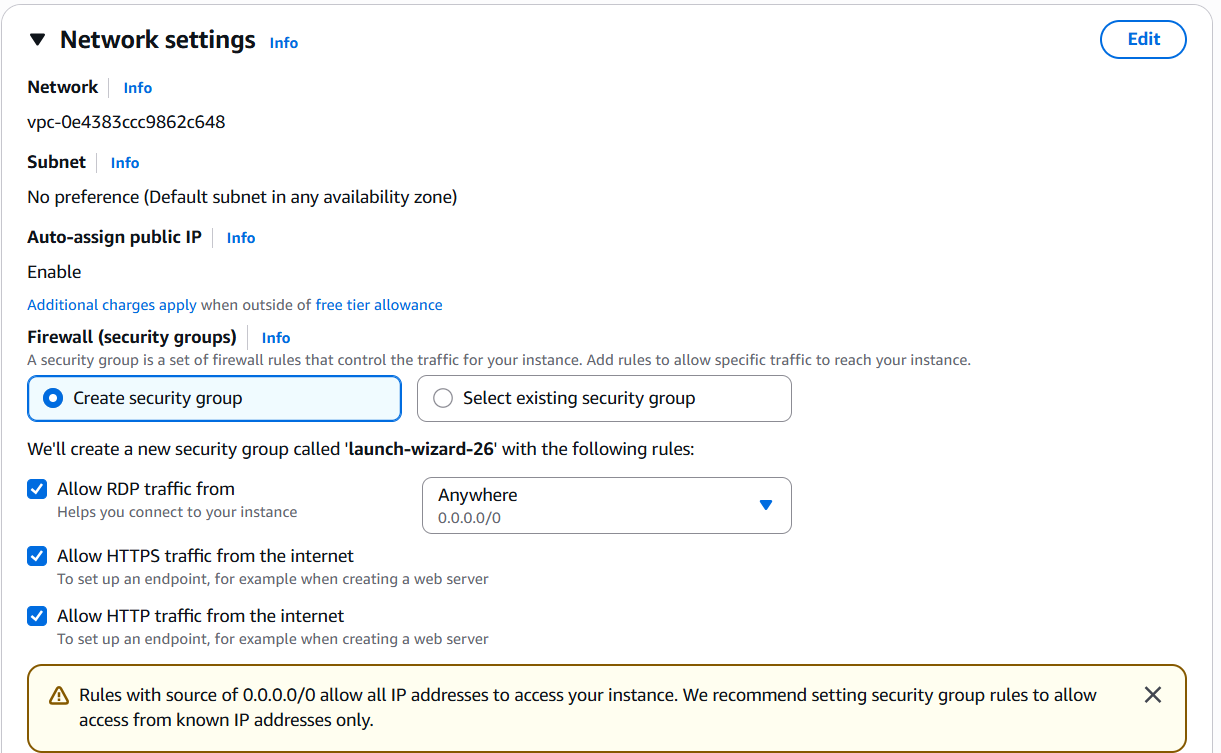 Network settings Info Edit
Network Info
vpc-0e4383ccc9862c648
Subnet Info
No preference (Default subnet in any availability zone)
Auto-assign public IP Info
Enable
Additional charges apply when outside of free tier allowance
Firewall (security groups) Info
A security group is a set of firewall rules that control the traffic for your instance. Add rules to allow specific traffic to reach your instance.
Create security group Select existing security group
We'll create a new security group called 'launch-wizard-26' with the following rules:
Allow RDP traffic from
Helps you connect to your instance
Anywhere
0.0.0.0/0
Allow HTTPS traffic from the internet
To set up an endpoint, for example when creating a web server
Allow HTTP traffic from the internet
To set up an endpoint, for example when creating a web server
Rules with source of 0.0.0.0/0 allow all IP addresses to access your instance. We recommend setting security group rules to allow
access from known IP addresses only.